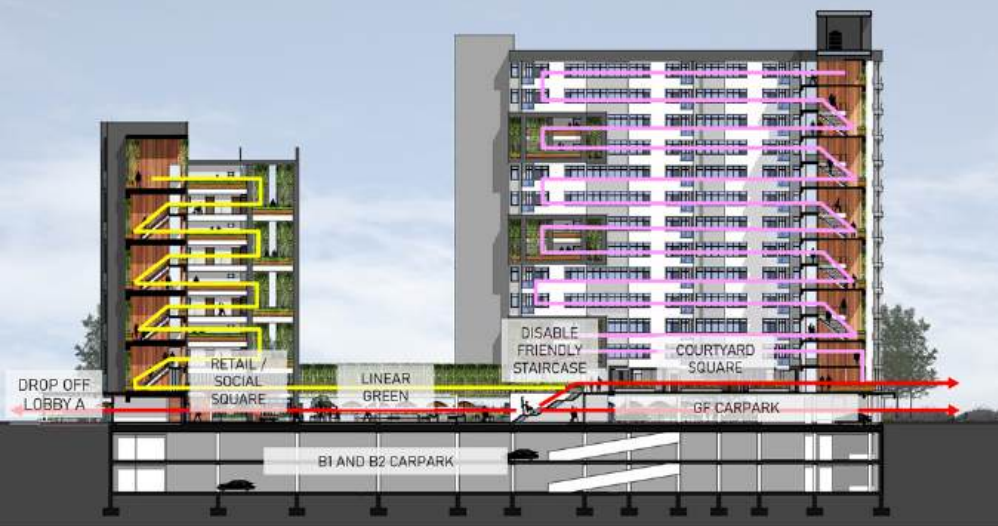 DROP OFF
LOBBY A
RETAIL /
SOCIAL
SQUARE
LINEAR
GREEN
DISABLE
FRIENDLY
STAIRCASE
COURTYARD
SQUARE
GF CARPARK
B1 AND B2 CARPARK